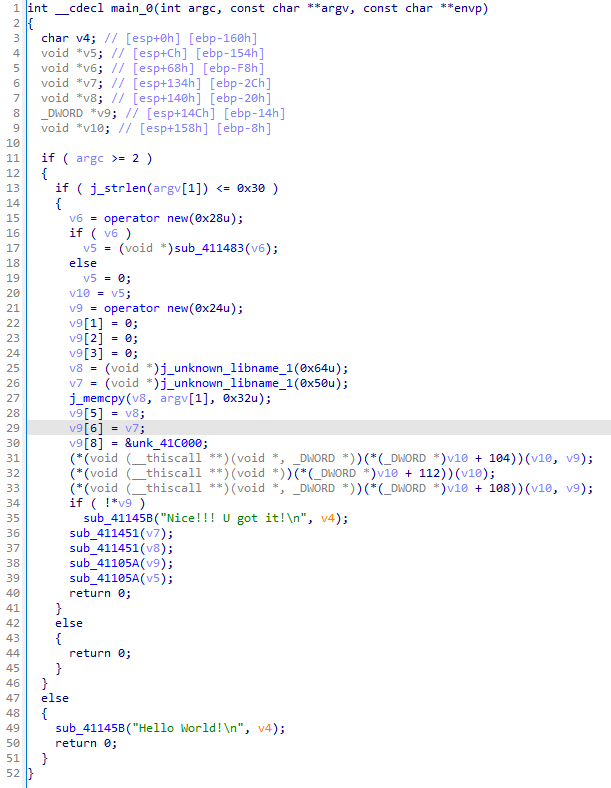 1 int __cdecl main_0(int argc, const char **argv, const char **envp)
2 {
3   char v4; // [esp+0h] [ebp-160h]
4   void *v5; // [esp+Ch] [ebp-154h]
5   void *v6; // [esp+68h] [ebp-F8h]
6   void *v7; // [esp+134h] [ebp-2Ch]
7   void *v8; // [esp+140h] [ebp-20h]
8   _DWORD *v9; // [esp+14Ch] [ebp-14h]
9   void *v10; // [esp+158h] [ebp-8h]
10
11   if ( argc >= 2 )
12   {
13     if ( j_strlen(argv[1]) <= 0x30 )
14     {
15       v6 = operator new(0x28u);
16       if ( v6 )
17         v5 = (void *)sub_411483(v6);
18       else
19         v5 = 0;
20       v10 = v5;
21       v9 = operator new(0x24u);
22       v9[1] = 0;
23       v9[2] = 0;
24       v9[3] = 0;
25       v8 = (void *)j_unknown_libname_1(0x64u);
26       v7 = (void *)j_unknown_libname_1(0x50u);
27       j_memcpy(v8, argv[1], 0x32u);
28       v9[5] = v8;
29       v9[6] = v7;
30       v9[8] = &unk_41C000;
31       (*(void (__thiscall **)(void *, _DWORD *))(*(_DWORD *)v10 + 104))(v10, v9);
32       (*(void (__thiscall **)(void *))(*(_DWORD *)v10 + 112))(v10);
33       (*(void (__thiscall **)(void *, _DWORD *))(*(_DWORD *)v10 + 108))(v10, v9);
34       if ( !*v9 )
35         sub_41145B("Nice!!! U got it!\n", v4);
36       sub_411451(v7);
37       sub_411451(v8);
38       sub_41105A(v9);
39       sub_41105A(v5);
40       return 0;
41     }
42     else
43     {
44       return 0;
45     }
46   }
47   else
48   {
49     sub_41145B("Hello World!\n", v4);
50     return 0;
51   }
52 }